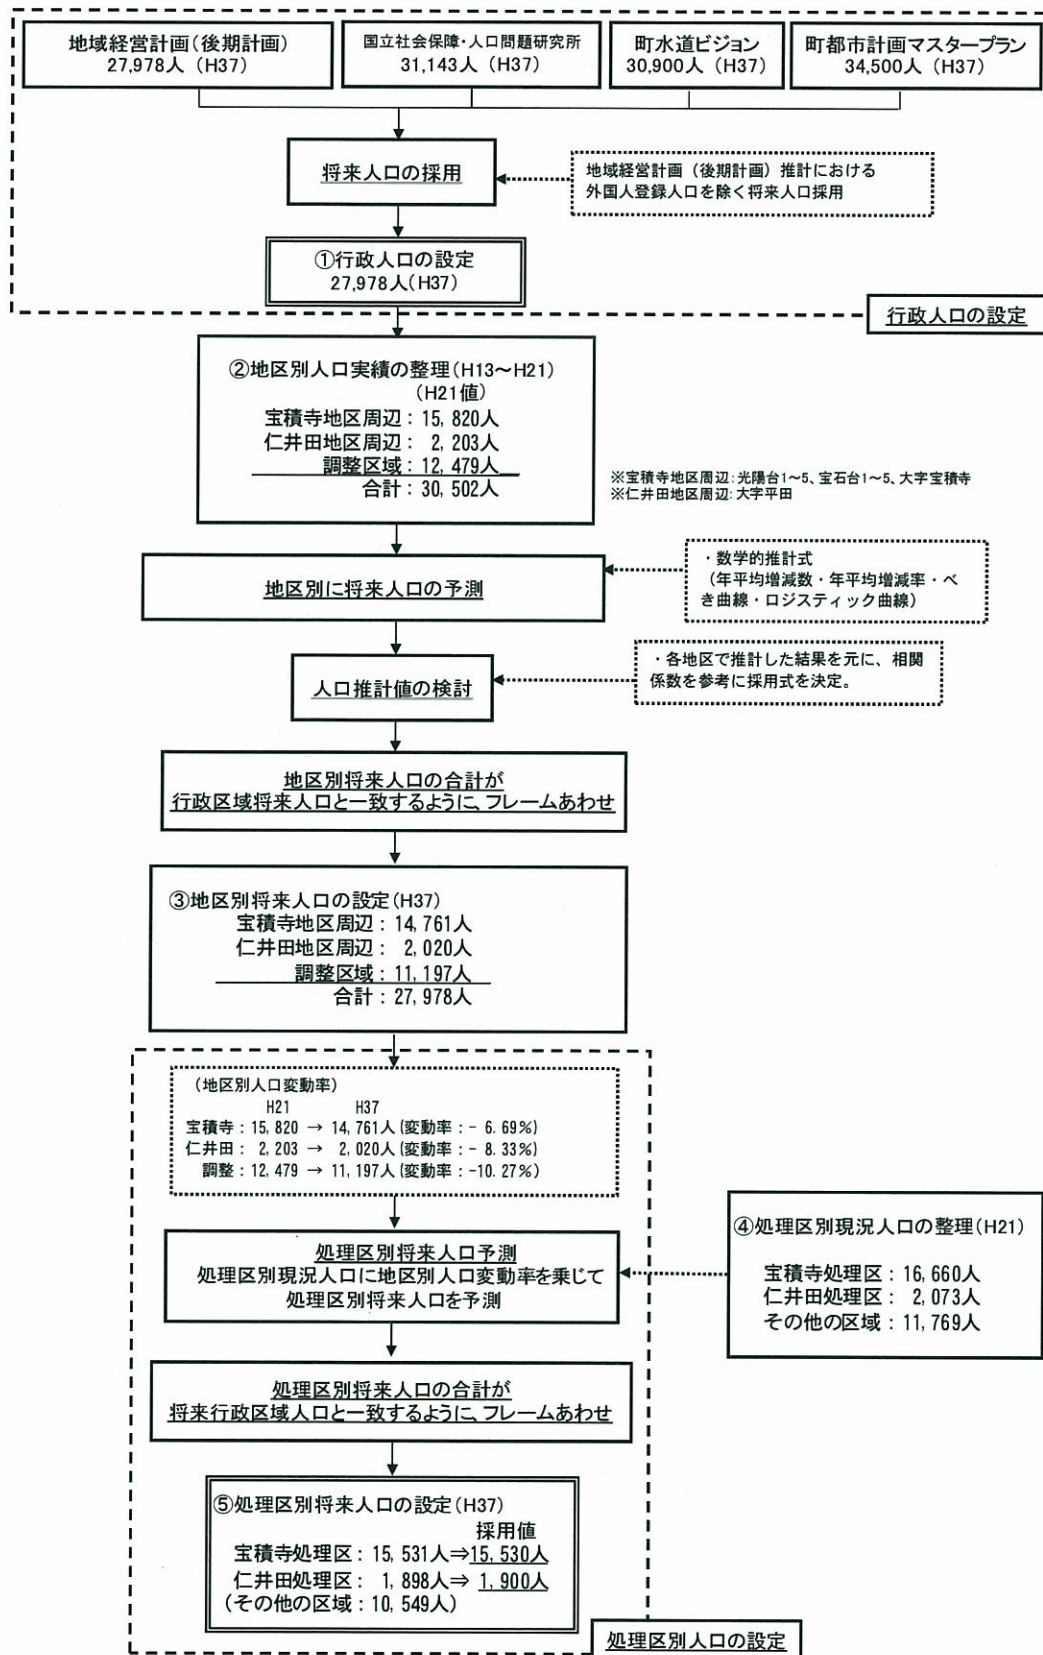 地域経営計画(後期計画)
27,978人(H37)
国立社会保障・人口問題研究所
31,143人(H37)
町水道ビジョン
30,900人(H37)
町都市計画マスタープラン
34,500人(H37)
将来人口の採用
地域経営計画(後期計画)推計における
外国人登録人口を除く将来人口採用
①行政人口の設定
27,978人(H37)
行政人口の設定
②地区別人口実績の整理(H13~H21)
(H21値)
宝積寺地区周辺:15,820人
仁井田地区周辺: 2,203人
調整区域:12,479人
合計:30,502人
※宝積寺地区周辺:光陽台1~5、宝石台1~5、大字宝積寺
※仁井田地区周辺:大字平田
地区別に将来人口の予測
・数学的推計式
(年平均増減数・年平均増減率・べ
き曲線・ロジスティック曲線)
人口推計値の検討
・各地区で推計した結果を元に、相関
係数を参考に採用式を決定。
地区別将来人口の合計が
行政区域将来人口と一致するように、フレームあわせ
③地区別将来人口の設定(H37)
宝積寺地区周辺:14,761人
仁井田地区周辺: 2,020人
調整区域:11,197人
合計:27,978人
(地区別人口変動率)
H21 H37
宝積寺:15,820 → 14,761人(変動率:- 6.69%)
仁井田: 2,203 → 2,020人(変動率:- 8.33%)
調整:12,479 → 11,197人(変動率:-10.27%)
処理区別将来人口予測
処理区別現況人口に地区別人口変動率を乗じて
処理区別将来人口を予測
④処理区別現況人口の整理(H21)
宝積寺処理区:16,660人
仁井田処理区: 2,073人
その他の区域:11,769人
処理区別将来人口の合計が
将来行政区域人口と一致するように、フレームあわせ
⑤処理区別将来人口の設定(H37)
採用値
宝積寺処理区:15,531人⇒15,530人
仁井田処理区: 1,898人⇒ 1,900人
(その他の区域:10,549人)
処理区別人口の設定